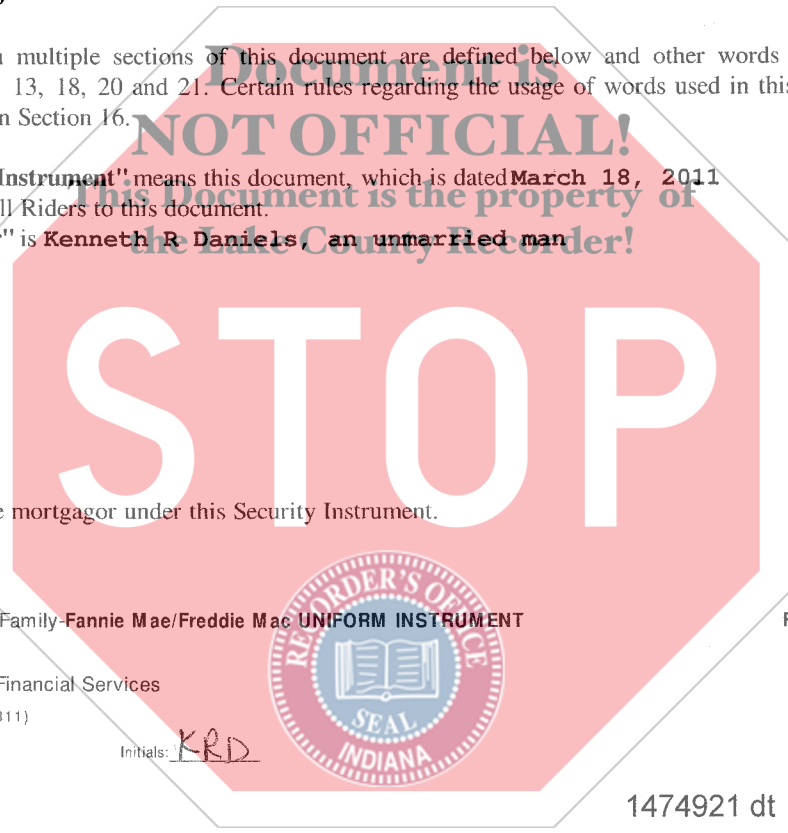 multiple sections of this document are defined below and other words
Document is
13, 18, 20 and 21. Certain rules regarding the usage of words used in this
n Section 16.
NOT OFFICIAL!
Instrument" means this document, which is dated March 18, 2011
This Document is the property of
ll Riders to this document.
" is Kenneth R Daniels, an unmarried man
the Lake County Recorder!
STOP
e mortgagor under this Security Instrument.
RECORDER'S OFFICE
Family-Fannie Mae/Freddie Mac UNIFORM INSTRUMENT
Financial Services
311)
SEAL
INDIANA
Initials: KRD
1474921 dt